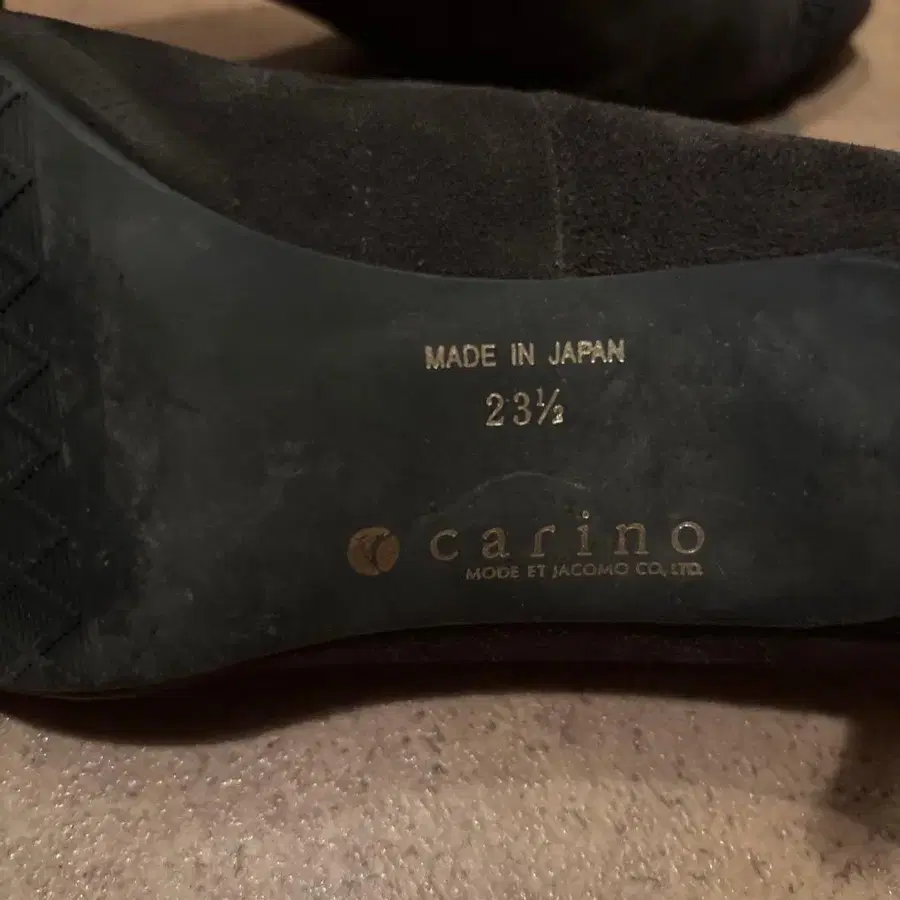 MADE IN JAPAN
23½
carino
MODE ET JACOMO CO., LTD.